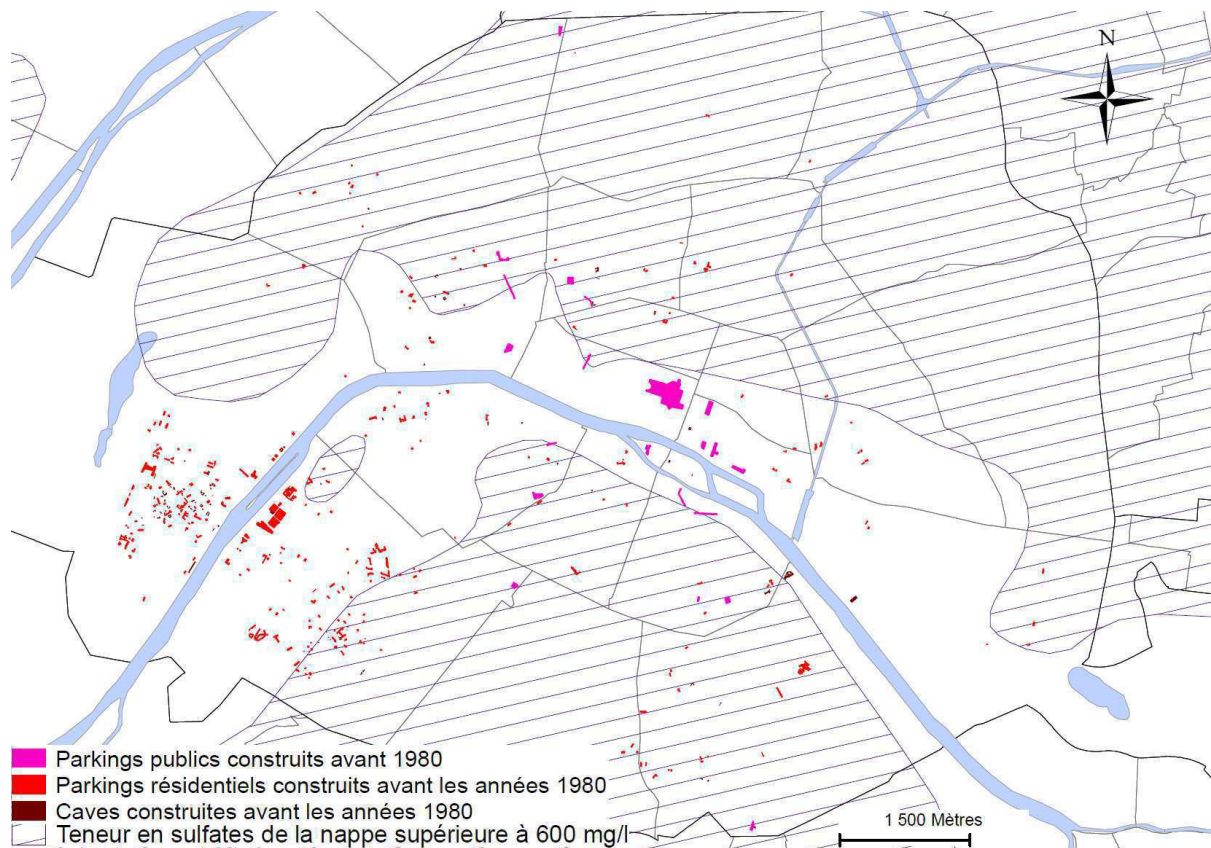 N
Parkings publics construits avant 1980
Parkings résidentiels construits avant les années 1980
Caves construites avant les années 1980
Teneur en sulfates de la nappe supérieure à 600 mg/l
1 500 Mètres